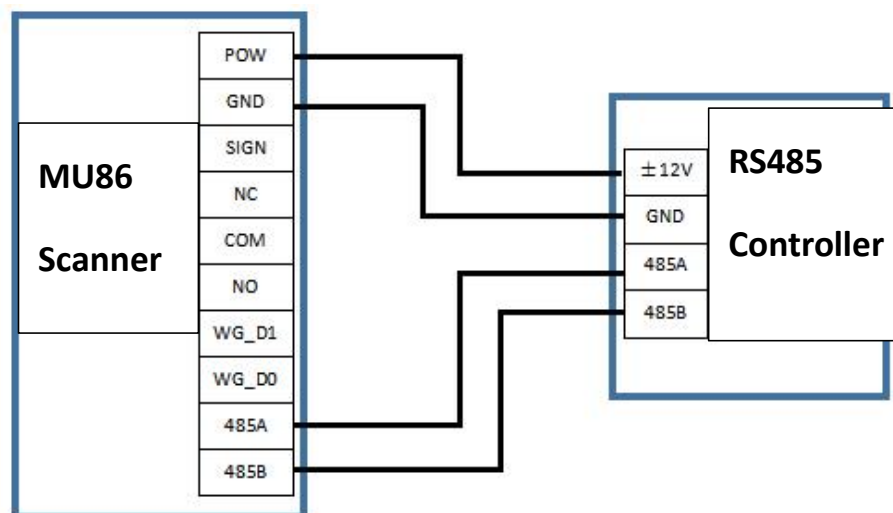 MU86
Scanner
POW
GND
SIGN
NC
COM
NO
WG_D1
WG_D0
485A
485B
±12V
GND
485A
485B
RS485
Controller